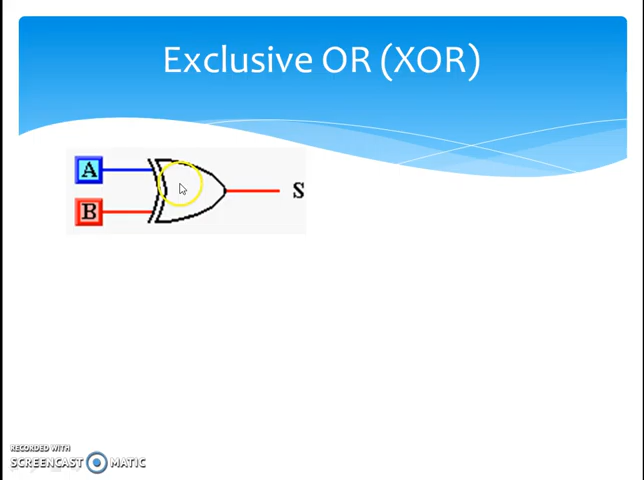 Exclusive OR (XOR)
A
S
B
RECORDED WITH
SCREENCAST MATIC